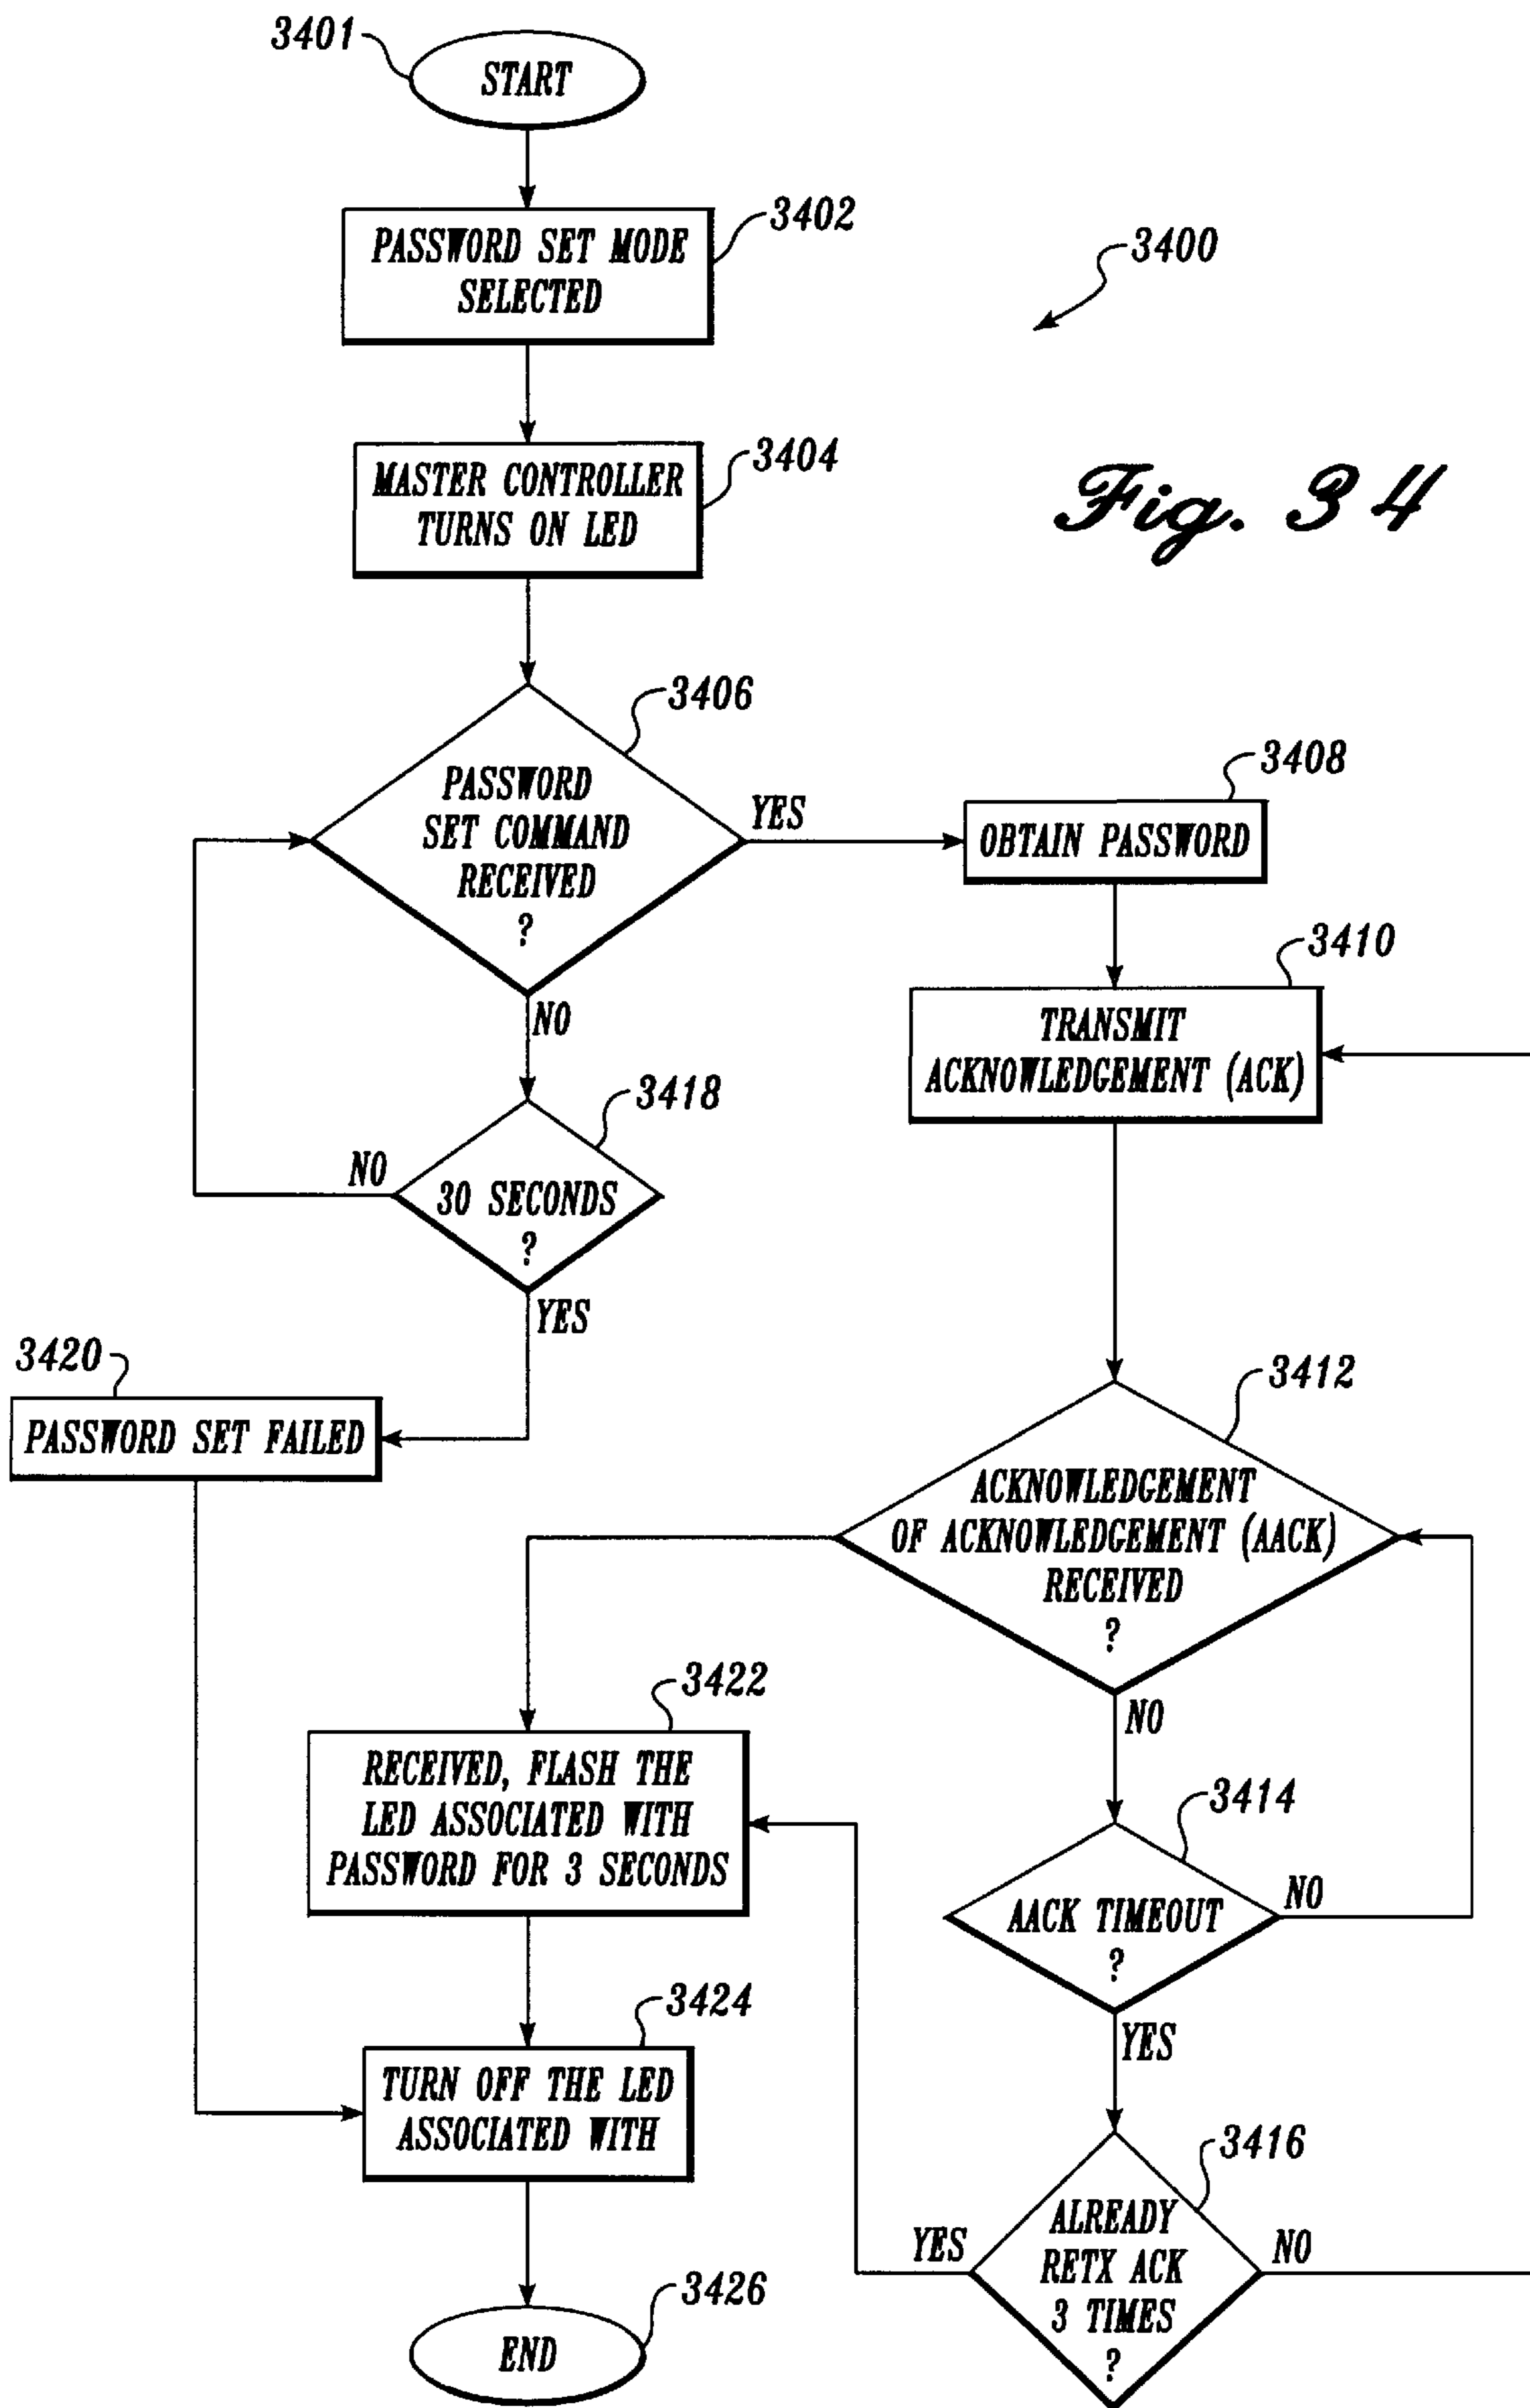 3401
START
3402
PASSWORD SET MODE
SELECTED
3400
3404
MASTER CONTROLLER
TURNS ON LED
Fig. 34
3406
PASSWORD
SET COMMAND
RECEIVED
?
YES
3408
OBTAIN PASSWORD
3410
TRANSMIT
ACKNOWLEDGEMENT (ACK)
NO
3418
30 SECONDS
?
NO
YES
3420
PASSWORD SET FAILED
3412
ACKNOWLEDGEMENT
OF ACKNOWLEDGEMENT (AACK)
RECEIVED
?
NO
3422
RECEIVED, FLASH THE
LED ASSOCIATED WITH
PASSWORD FOR 3 SECONDS
3414
AACK TIMEOUT
?
NO
YES
3424
TURN OFF THE LED
ASSOCIATED WITH
3416
ALREADY
RETX ACK
3 TIMES
?
YES
NO
3426
END